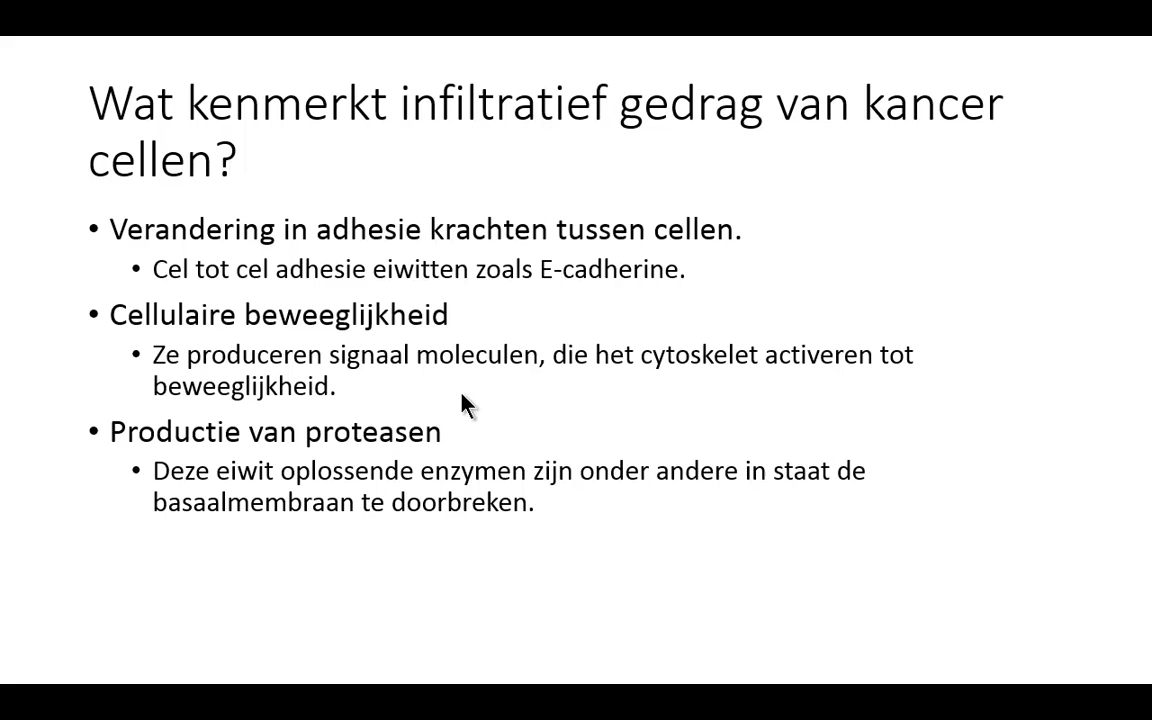 Wat kenmerkt infiltratief gedrag van kancer
cellen?
• Verandering in adhesie krachten tussen cellen.
• Cel tot cel adhesie eiwitten zoals E-cadherine.
• Cellulaire beweeglijkheid
• Ze produceren signaal moleculen, die het cytoskelet activeren tot
beweeglijkheid.
• Productie van proteasen
• Deze eiwit oplossende enzymen zijn onder andere in staat de
basaalmembraan te doorbreken.